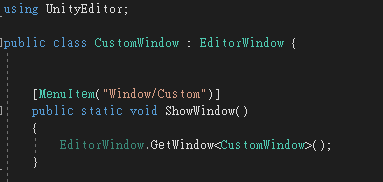 using UnityEditor;
public class CustomWindow : EditorWindow {
[MenuItem("Window/Custom")]
public static void ShowWindow()
{
EditorWindow.GetWindow<CustomWindow>();
}